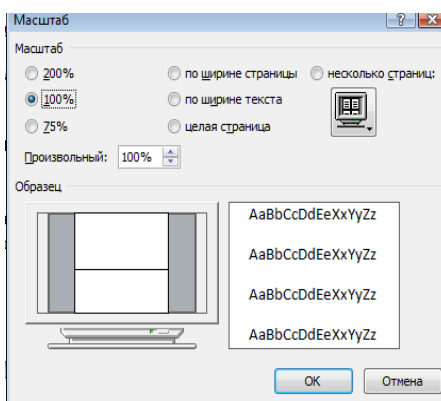 Масштаб
Масштаб
200% по ширине страницы несколько страниц:
100% по ширине текста
75% целая страница
Произвольный: 100%
Образец
AaBbCcDdEeXxYyZz
AaBbCcDdEeXxYyZz
AaBbCcDdEeXxYyZz
AaBbCcDdEeXxYyZz
ОК Отмена